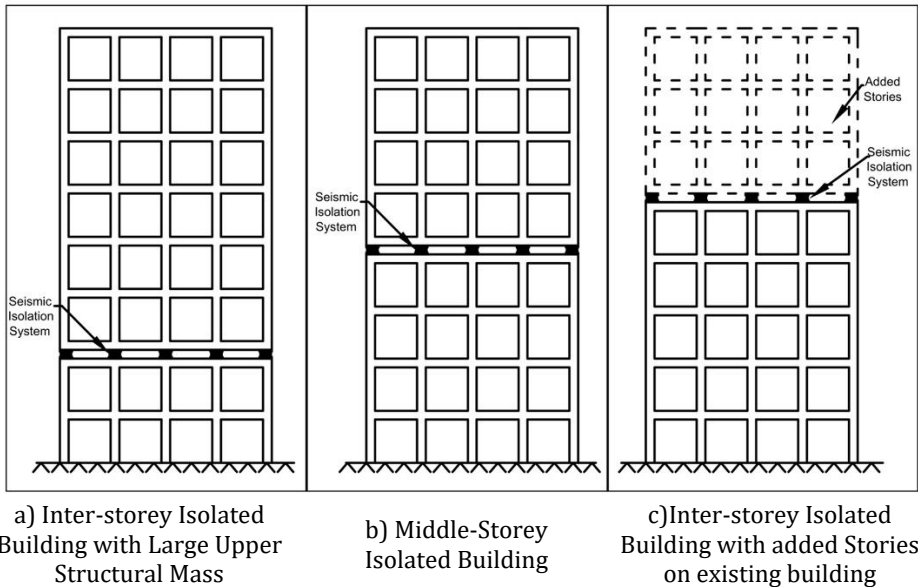 Seismic
Isolation
System
Seismic
Isolation
System
Added
Stories
Seismic
Isolation
System
a) Inter-storey Isolated
Building with Large Upper
Structural Mass
b) Middle-Storey
Isolated Building
c)Inter-storey Isolated
Building with added Stories
on existing building